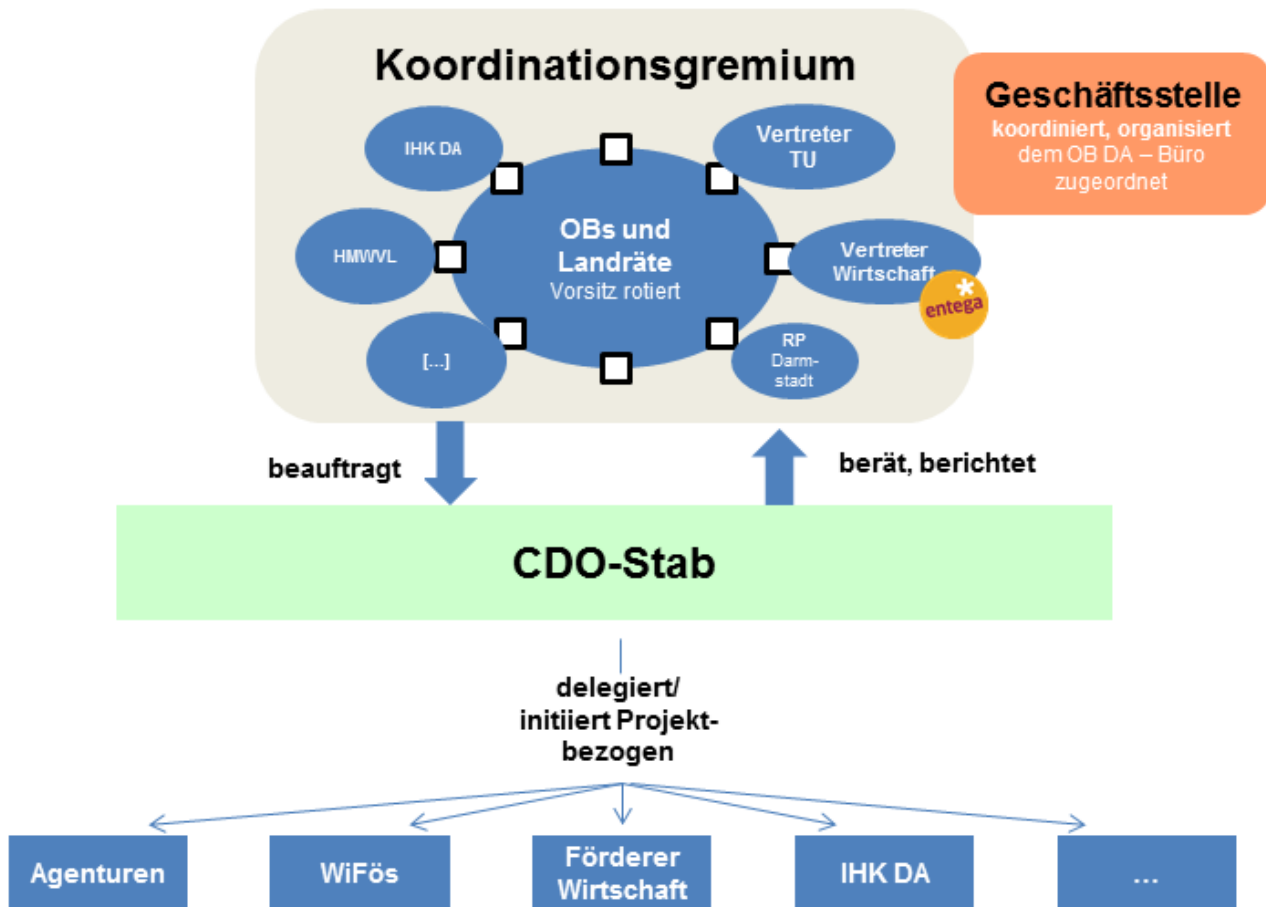 Koordinationsgremium
Geschäftsstelle
koordiniert, organisiert
dem OB DA – Büro
zugeordnet
IHK DA
Vertreter
TU
HMWVL
OBs und
Landräte
Vorsitz rotiert
Vertreter
Wirtschaft
entega
[...]
RP
Darm-
stadt
beauftragt
berät, berichtet
CDO-Stab
delegiert/
initiiert Projekt-
bezogen
Agenturen
WiFös
Förderer
Wirtschaft
IHK DA
...